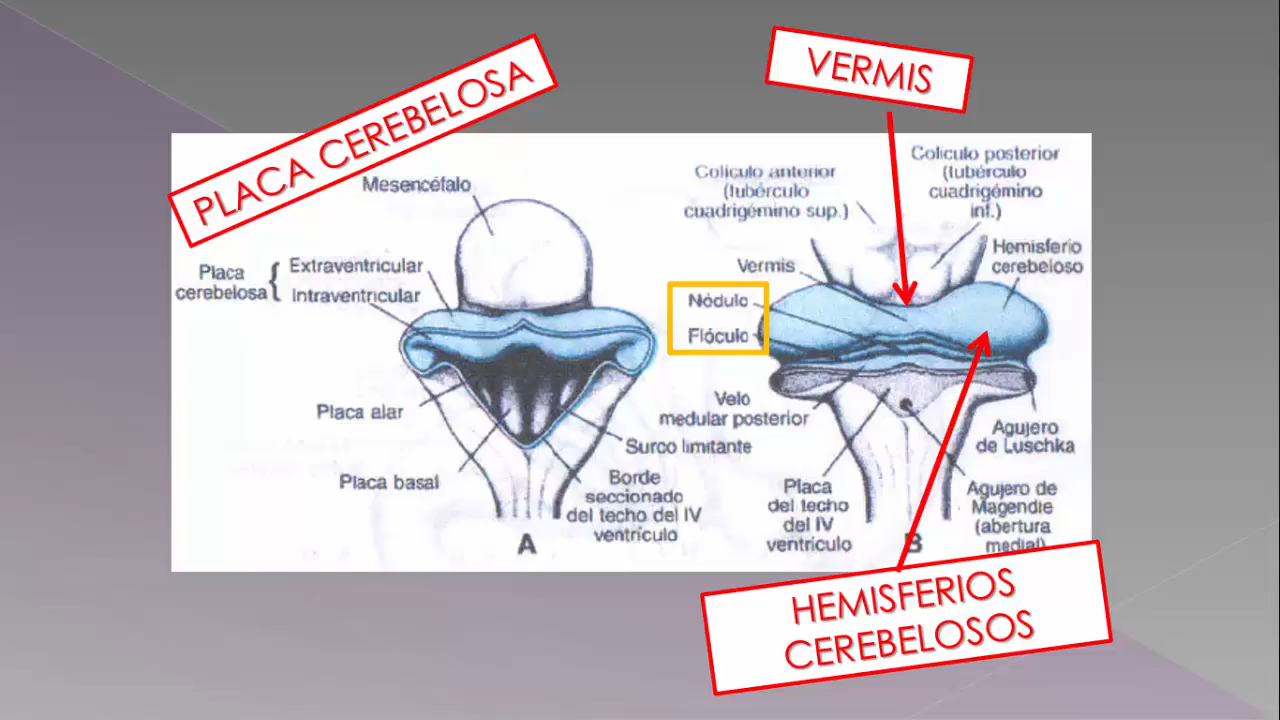 PLACA CEREBELOSA
VERMIS
Mesencéfalo
Placa
cerebelosa
Extraventricular
Intraventricular
Placa alar
Placa basal
Surco limitante
Borde
seccionado
del techo del IV
ventrículo
A
Colículo anterior
(tubérculo
cuadrigémino sup.)
Colículo posterior
(tubérculo
cuadrigémino
inf.)
Vermis
Hemisferio
cerebeloso
Nódulo
Flóculo
Velo
medular posterior
Agujero
de Luschka
Placa
del techo
del IV
ventrículo
Agujero de
Magendie
(abertura
medial)
B
HEMISFERIOS
CEREBELOSOS